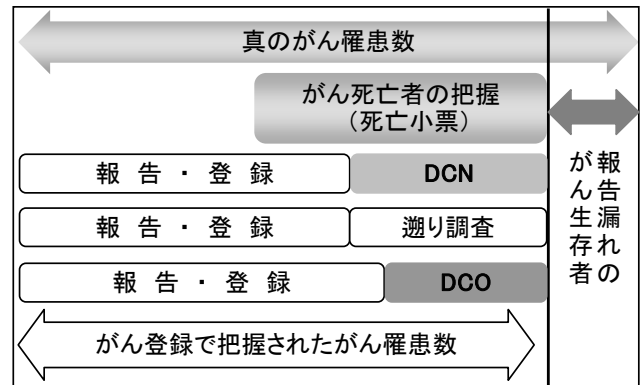 真のがん罹患数
がん死亡者の把握
（死亡小票）
報告・登録
DCN
報告・登録
遡り調査
報告・登録
DCO
がん登録で把握されたがん罹患数
報告漏れの
がん生存者